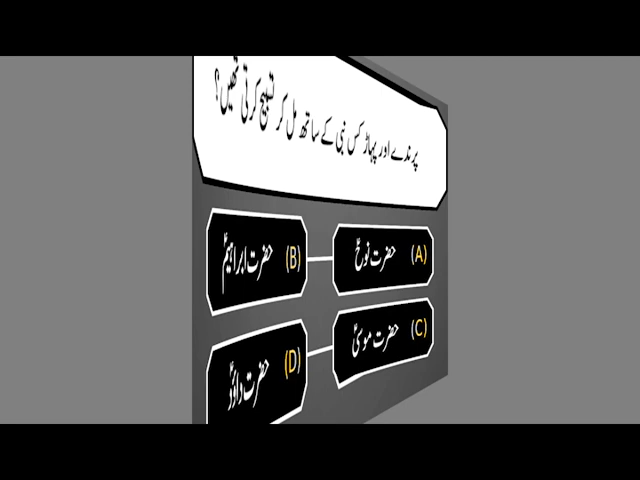 پرندے اور پہاڑ کس نبی کے ساتھ مل کر تسبیح کرتی تھیں؟
(A) حضرت نوحؑ
(B) حضرت ابراہیمؑ
(C) حضرت موسیٰؑ
(D) حضرت داؤدؑ